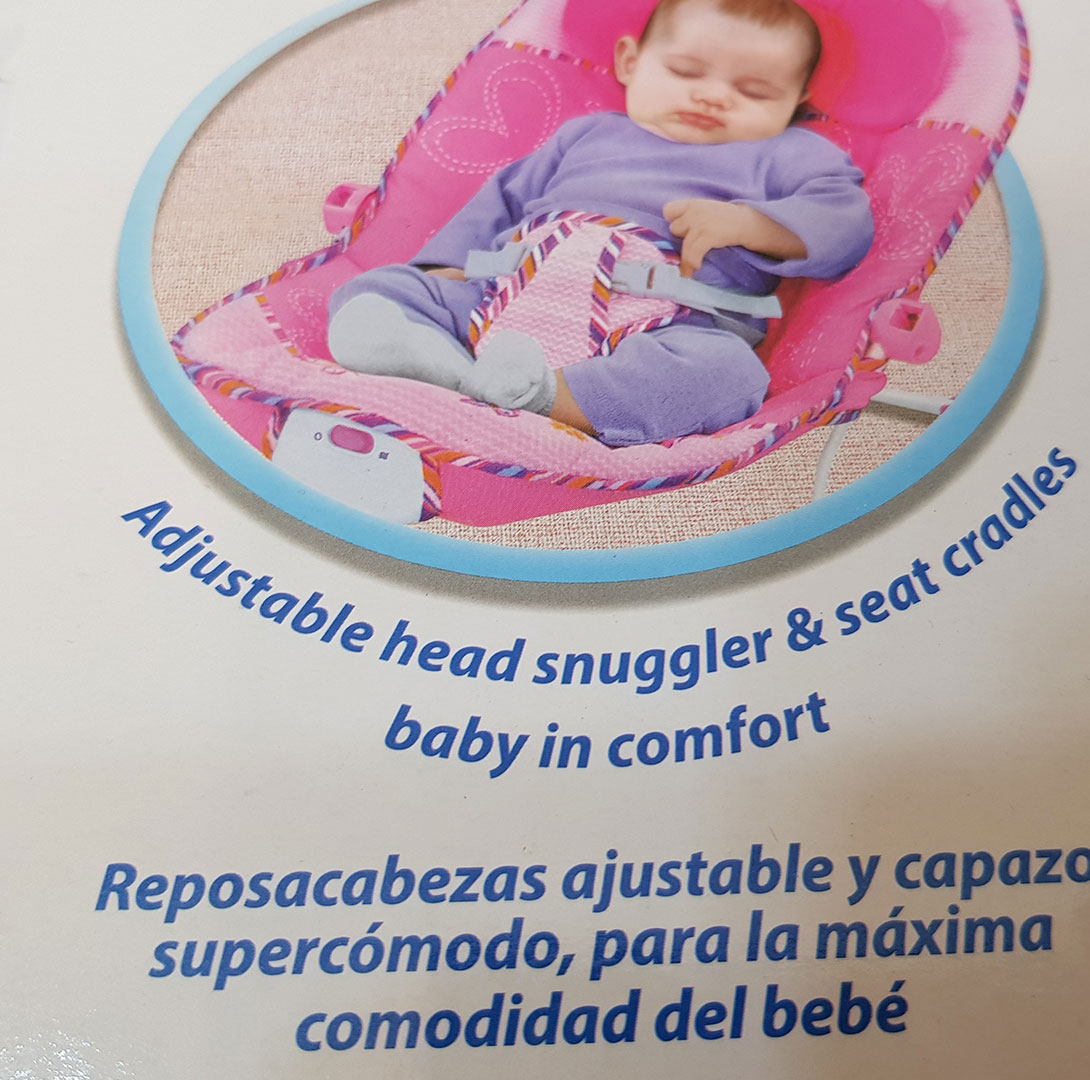 Adjustable head snuggler & seat cradles
baby in comfort
Reposacabezas ajustable y capazo
supercómodo, para la máxima
comodidad del bebé